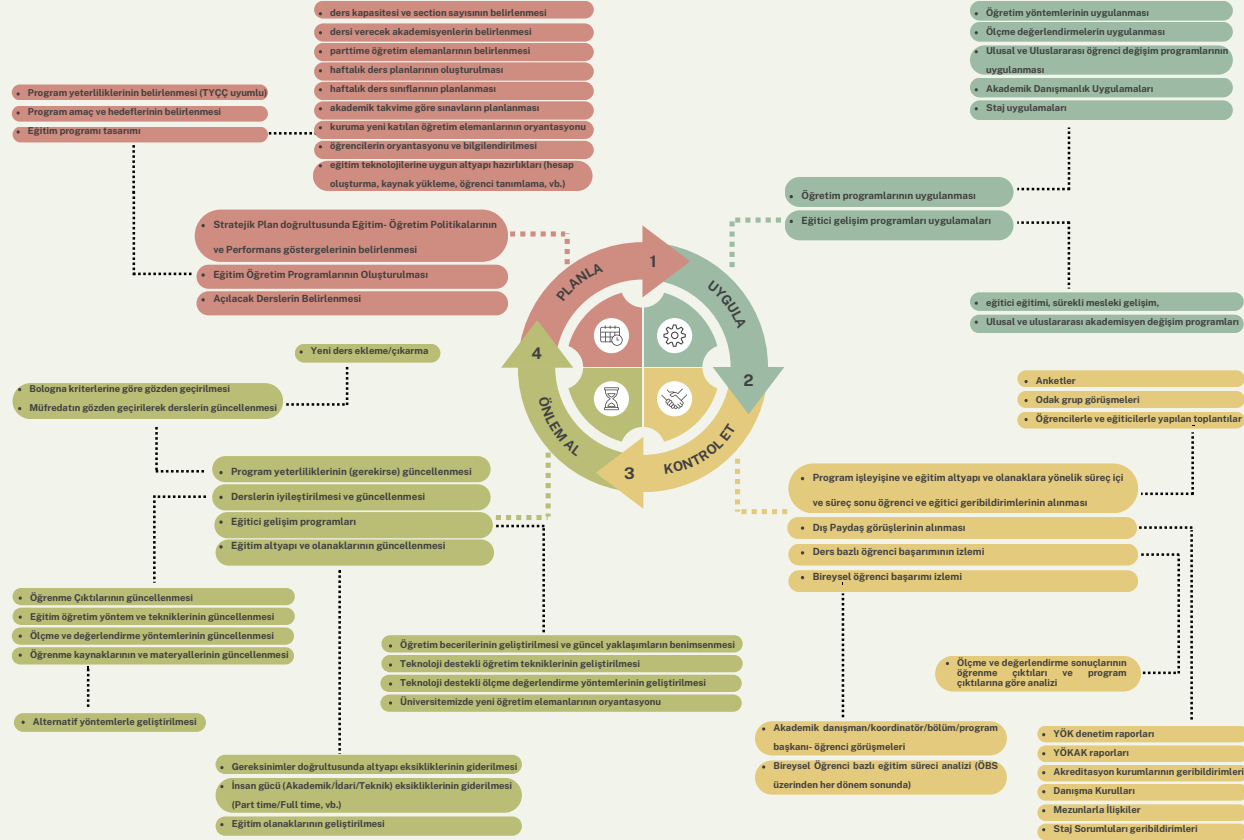 ders kapasitesi ve section sayısının belirlenmesi
dersi verecek akademisyenlerin belirlenmesi
parttime öğretim elemanlarının belirlenmesi
haftalık ders planlarının oluşturulması
haftalık ders sınıflarının planlanması
akademik takvime göre sınavların planlanması
kuruma yeni katılan öğretim elemanlarının oryantasyonu
öğrencilerin oryantasyonu ve bilgilendirilmesi
eğitim teknolojilerine uygun altyapı hazırlıkları (hesap
oluşturma, kaynak yükleme, öğrenci tanımlama, vb.)
Program yeterliliklerinin belirlenmesi (TYÇÇ uyumlu)
Program amaç ve hedeflerinin belirlenmesi
Eğitim programı tasarımı
Stratejik Plan doğrultusunda Eğitim- Öğretim Politikalarının
ve Performans göstergelerinin belirlenmesi
Eğitim Öğretim Programlarının Oluşturulması
Açılacak Derslerin Belirlenmesi
Öğretim yöntemlerinin uygulanması
Ölçme değerlendirmelerin uygulanması
Ulusal ve Uluslararası öğrenci değişim programlarının
uygulanması
Akademik Danışmanlık Uygulamaları
Staj uygulamaları
Öğretim programlarının uygulanması
Eğitici gelişim programları uygulamaları
eğitici eğitimi, sürekli mesleki gelişim,
Ulusal ve uluslararası akademisyen değişim programları
PLANLA
1
UYGULA
2
KONTROL ET
3
ÖNLEM AL
4
Yeni ders ekleme/çıkarma
Bologna kriterlerine göre gözden geçirilmesi
Müfredatın gözden geçirilerek derslerin güncellenmesi
Program yeterliliklerinin (gerekirse) güncellenmesi
Derslerin iyileştirilmesi ve güncellenmesi
Eğitici gelişim programları
Eğitim altyapı ve olanaklarının güncellenmesi
Öğrenme Çıktılarının güncellenmesi
Eğitim öğretim yöntem ve tekniklerinin güncellenmesi
Ölçme ve değerlendirme yöntemlerinin güncellenmesi
Öğrenme kaynaklarının ve materyallerinin güncellenmesi
Alternatif yöntemlerle geliştirilmesi
Öğretim becerilerinin geliştirilmesi ve güncel yaklaşımların benimsenmesi
Teknoloji destekli öğretim tekniklerinin geliştirilmesi
Teknoloji destekli ölçme değerlendirme yöntemlerinin geliştirilmesi
Üniversitemizde yeni öğretim elemanlarının oryantasyonu
Gereksinimler doğrultusunda altyapı eksikliklerinin giderilmesi
İnsan gücü (Akademik/İdari/Teknik) eksikliklerinin giderilmesi
(Part time/Full time, vb.)
Eğitim olanaklarının geliştirilmesi
Anketler
Odak grup görüşmeleri
Öğrencilerle ve eğiticilerle yapılan toplantılar
Program işleyişine ve eğitim altyapı ve olanaklara yönelik süreç içi
ve süreç sonu öğrenci ve eğitici geribildirimlerinin alınması
Dış Paydaş görüşlerinin alınması
Ders bazlı öğrenci başarımının izlemi
Bireysel öğrenci başarımı izlemi
Ölçme ve değerlendirme sonuçlarının
öğrenme çıktıları ve program
çıktılarına göre analizi
Akademik danışman/koordinatör/bölüm/program
başkanı- öğrenci görüşmeleri
Bireysel Öğrenci bazlı eğitim süreci analizi (ÖBS
üzerinden her dönem sonunda)
YÖK denetim raporları
YÖKAK raporları
Akreditasyon kurumlarının geribildirimleri
Danışma Kurulları
Mezunlarla İlişkiler
Staj Sorumluları geribildirimleri